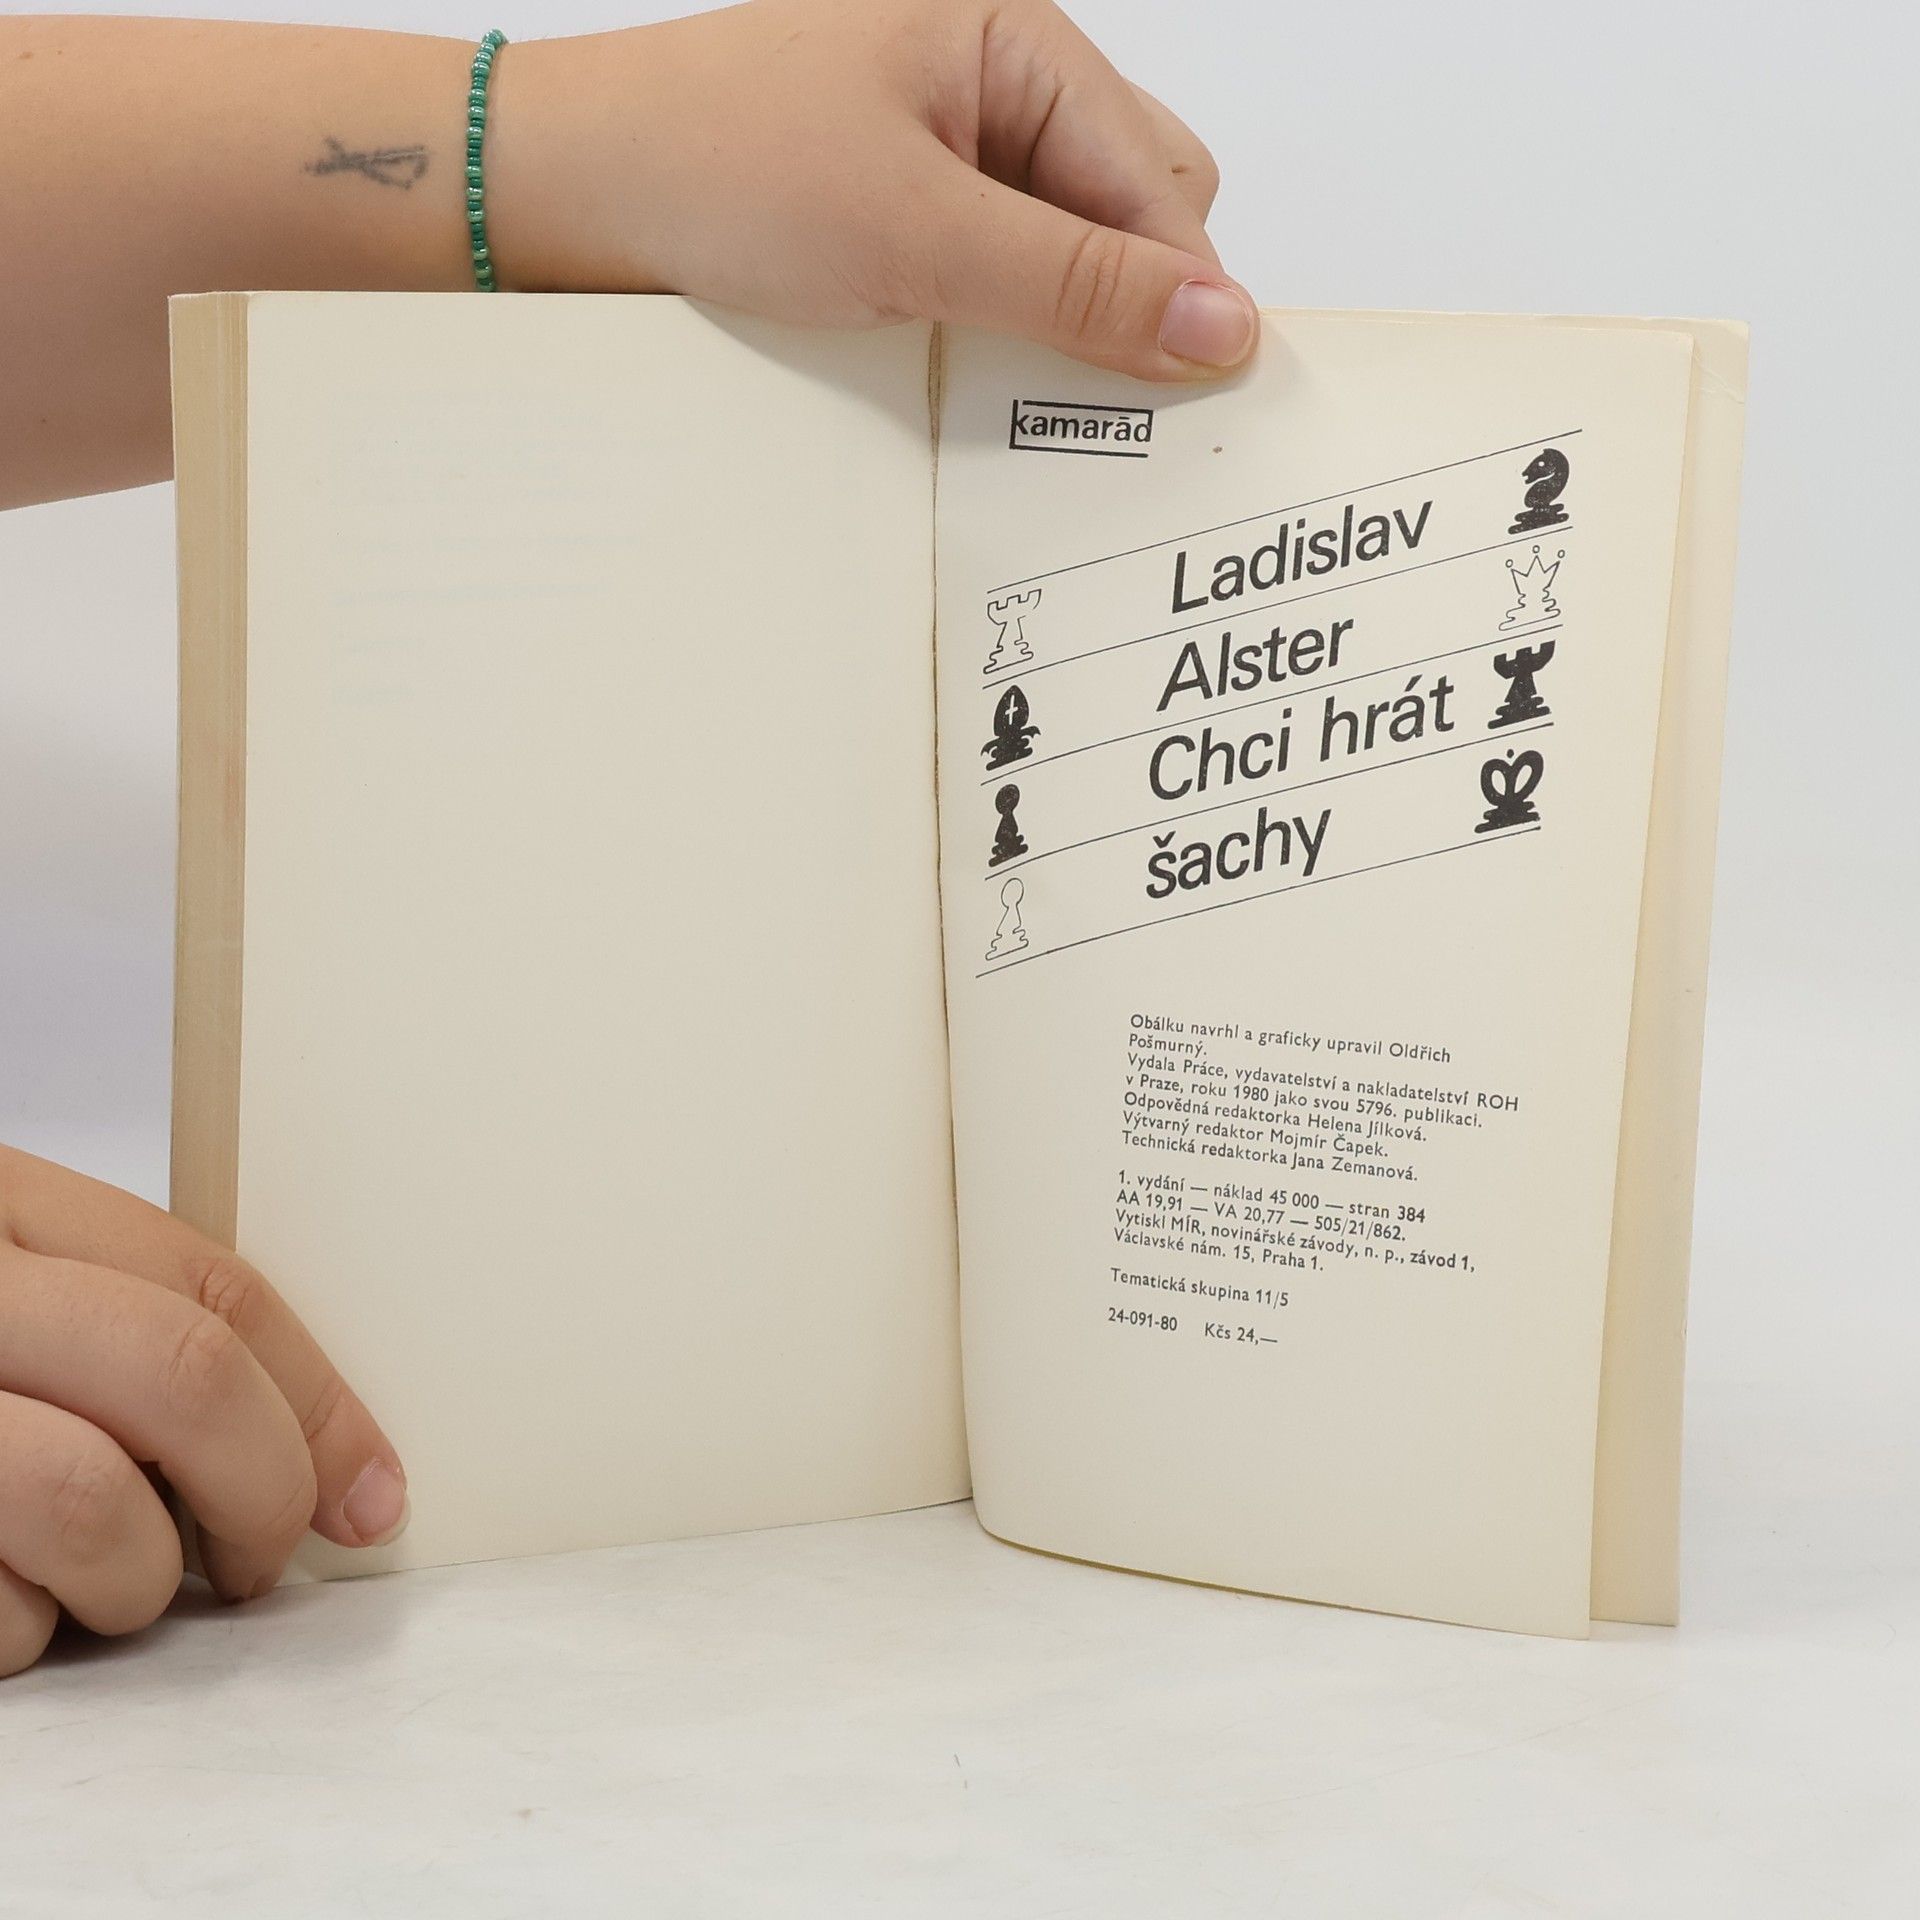 kamarād
Ladislav
Alster
Chci hrát
šachy
Obálku navrhl a graficky upravil Oldřich
Pošmurný.
Vydala Práce, vydavatelství a nakladatelství ROH
v Praze, roku 1980 jako svou 5796. publikaci.
Odpovědná redaktorka Helena Jílková.
Výtvarný redaktor Mojmír Čapek.
Technická redaktorka Jana Zemanová.
1. vydání — náklad 45 000 — stran 384
AA 19,91 — VA 20,77 — 505/21/862.
Vytiskl MÍR, novinářské závody, n. p., závod 1,
Václavské nám. 15, Praha 1.
Tematická skupina 11/5
24-091-80 Kčs 24,—